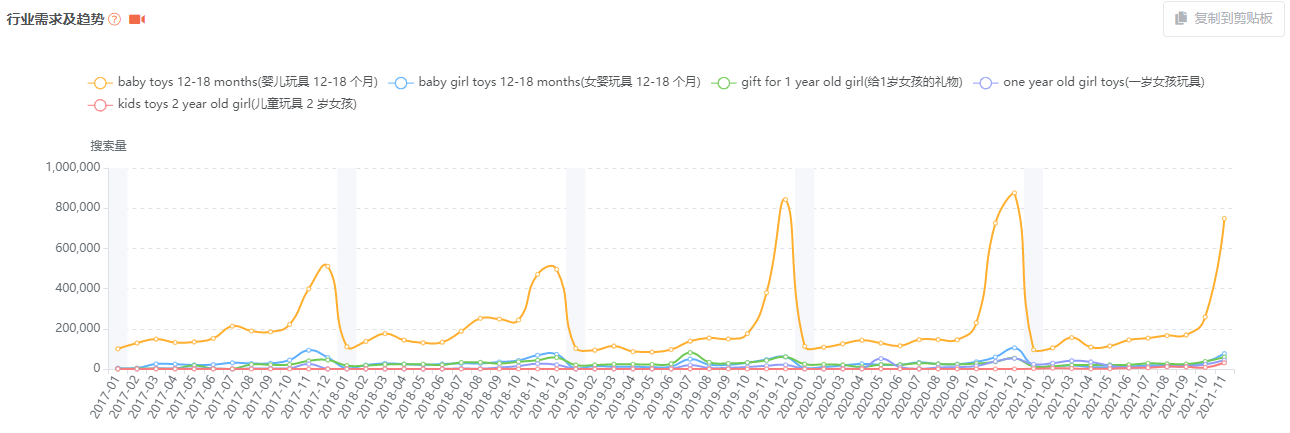 行业需求及趋势 ?
复制到剪贴板
baby toys 12-18 months(婴儿玩具 12-18 个月) baby girl toys 12-18 months(女婴玩具 12-18 个月) gift for 1 year old girl(给1岁女孩的礼物) one year old girl toys(一岁女孩玩具)
kids toys 2 year old girl(儿童玩具 2 岁女孩)
搜索量
1,000,000
800,000
600,000
400,000
200,000
0
2017-01 2017-02 2017-03 2017-04 2017-05 2017-06 2017-07 2017-08 2017-09 2017-10 2017-11 2017-12 2018-01 2018-02 2018-03 2018-04 2018-05 2018-06 2018-07 2018-08 2018-09 2018-10 2018-11 2018-12 2019-01 2019-02 2019-03 2019-04 2019-05 2019-06 2019-07 2019-08 2019-09 2019-10 2019-11 2019-12 2020-01 2020-02 2020-03 2020-04 2020-05 2020-06 2020-07 2020-08 2020-09 2020-10 2020-11 2020-12 2021-01 2021-02 2021-03 2021-04 2021-05 2021-06 2021-07 2021-08 2021-09 2021-10 2021-11